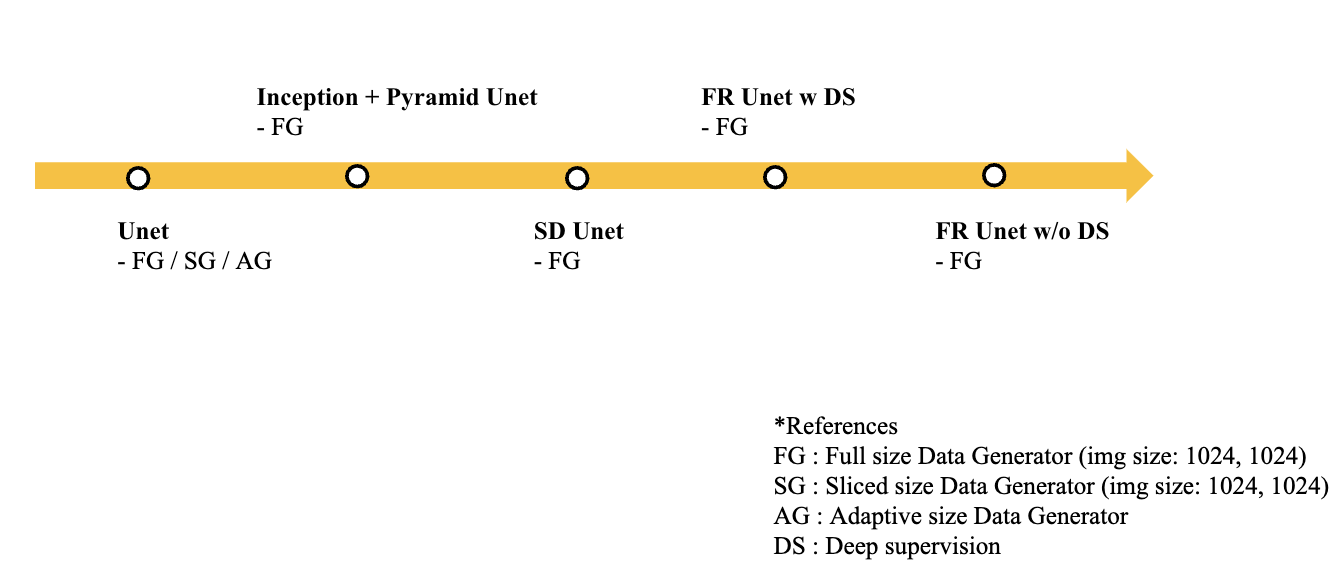 Inception + Pyramid Unet
- FG
FR Unet w DS
- FG
Unet
- FG / SG / AG
SD Unet
- FG
FR Unet w/o DS
- FG
*References
FG : Full size Data Generator (img size: 1024, 1024)
SG : Sliced size Data Generator (img size: 1024, 1024)
AG : Adaptive size Data Generator
DS : Deep supervision